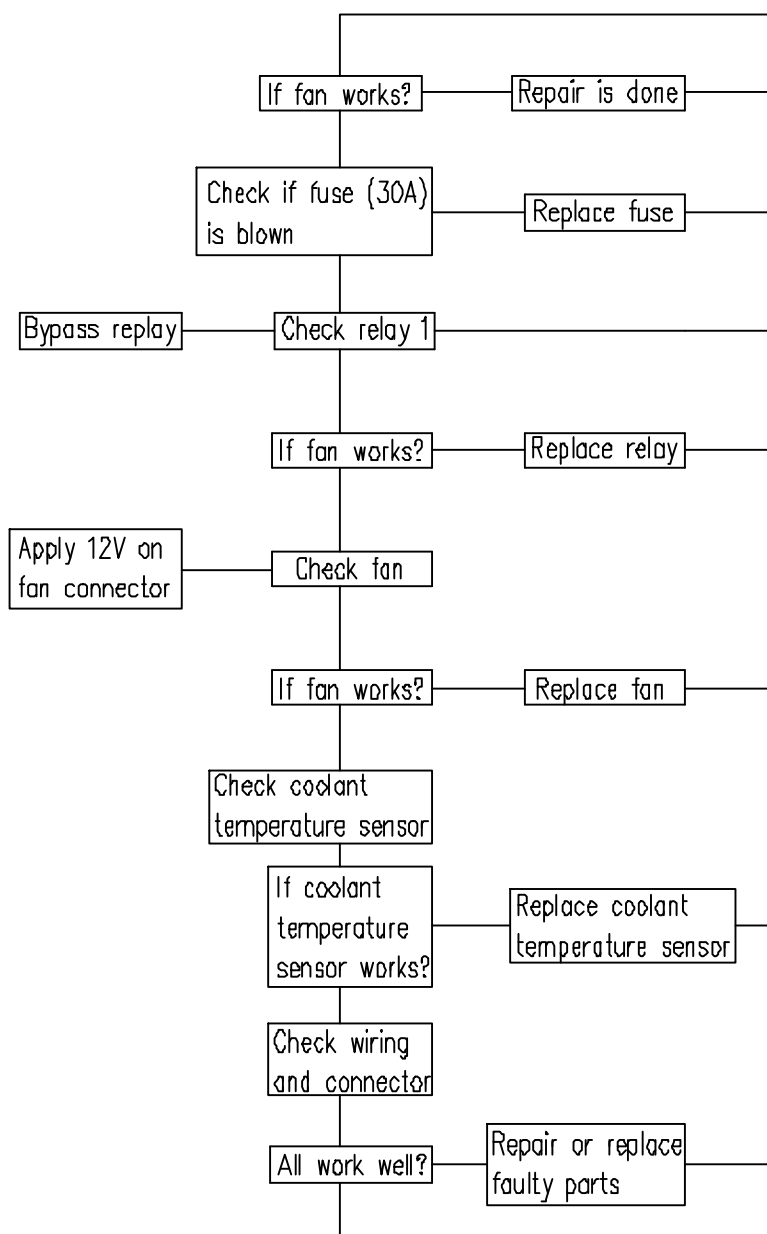 If fan works?
Repair is done
Check if fuse (30A)
is blown
Replace fuse
Bypass replay
Check relay 1
If fan works?
Replace relay
Apply 12V on
fan connector
Check fan
If fan works?
Replace fan
Check coolant
temperature sensor
If coolant
temperature
sensor works?
Replace coolant
temperature sensor
Check wiring
and connector
All work well?
Repair or replace
faulty parts